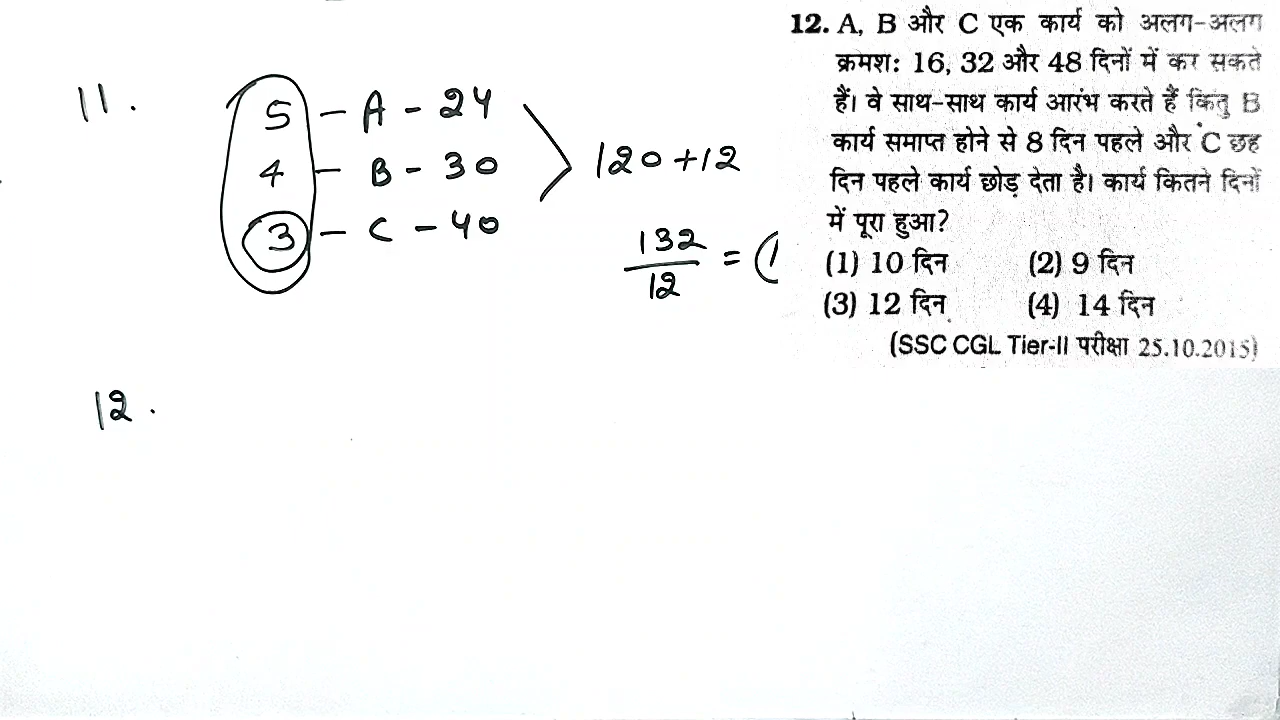 11.
5 - A - 24
4 - B - 30
3 - C - 40
120 + 12
132
12
= (1
12. A, B और C एक कार्य को अलग-अलग
क्रमश: 16, 32 और 48 दिनों में कर सकते
हैं। वे साथ-साथ कार्य आरंभ करते हैं किंतु B
कार्य समाप्त होने से 8 दिन पहले और C छह
दिन पहले कार्य छोड़ देता है। कार्य कितने दिनों
में पूरा हुआ?
(1) 10 दिन (2) 9 दिन
(3) 12 दिन (4) 14 दिन
(SSC CGL Tier-II परीक्षा 25.10.2015)
12.